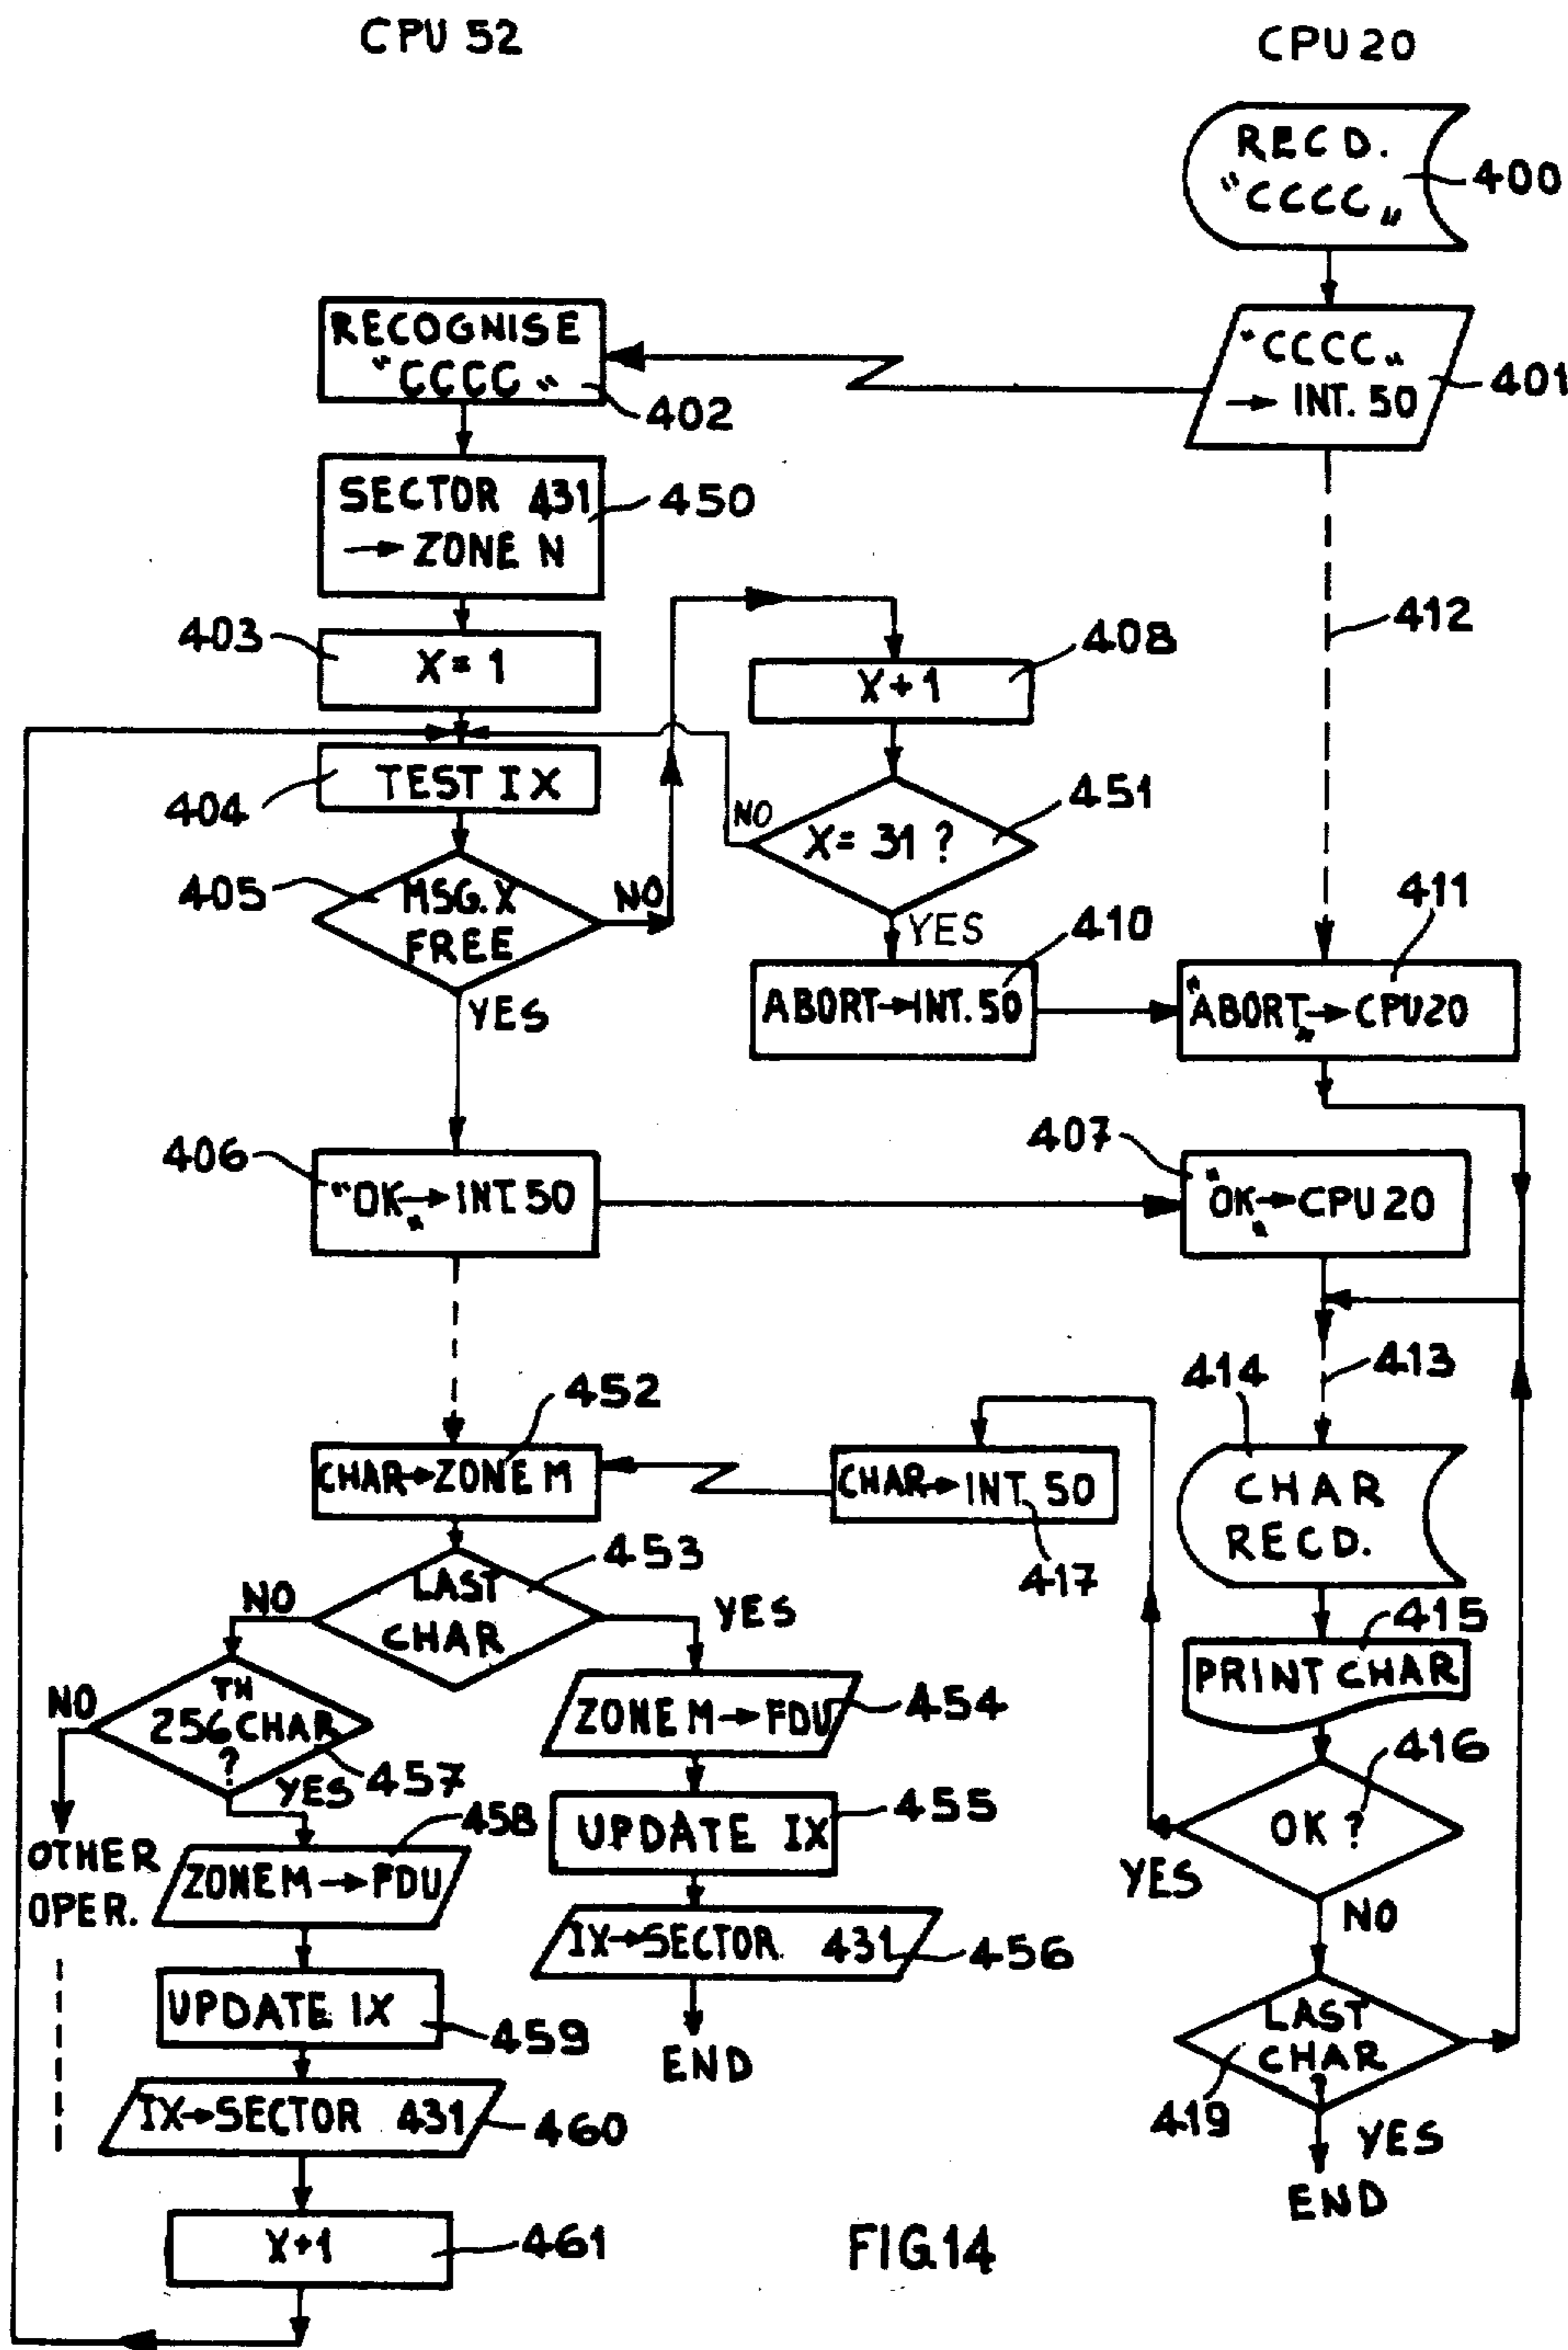 CPU 52
CPU 20
RECD.
"CCCC„
400
RECOGNISE
"CCCC"
402
"CCCC"
→ INT. 50
401
SECTOR 431
→ ZONE N
450
403
X = 1
412
408
X + 1
404
TEST I X
NO
X = 31 ?
451
405
MSG. X
FREE
NO
YES
YES
410
411
ABORT→INT. 50
"ABORT„→CPU20
406
"OK„→INT. 50
407
"OK„→CPU 20
413
414
452
CHAR→ZONE M
CHAR→INT. 50
417
CHAR
RECD.
453
LAST
CHAR
NO
YES
415
PRINT CHAR
NO
TH
256 CHAR
?
457
YES
ZONE M→FDU
454
416
OK ?
YES
NO
OTHER
OPER.
458
ZONE M→FDU
UPDATE IX
455
UPDATE IX
459
IX→SECTOR 431
456
END
LAST
CHAR
?
419
YES
END
IX→SECTOR 431
460
X+1
461
FIG.14